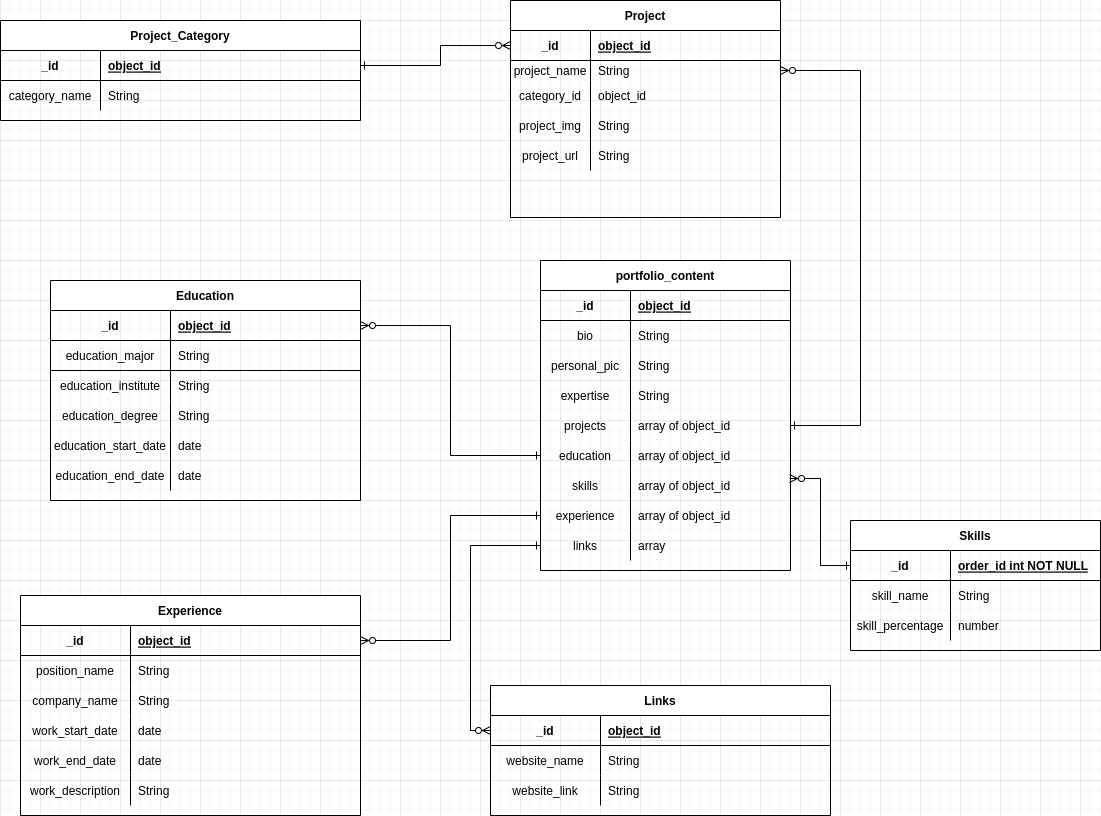 Project_Category
_id object_id
category_name String
Project
_id object_id
project_name String
category_id object_id
project_img String
project_url String
Education
_id object_id
education_major String
education_institute String
education_degree String
education_start_date date
education_end_date date
portfolio_content
_id object_id
bio String
personal_pic String
expertise String
projects array of object_id
education array of object_id
skills array of object_id
experience array of object_id
links array
Skills
_id order_id int NOT NULL
skill_name String
skill_percentage number
Experience
_id object_id
position_name String
company_name String
work_start_date date
work_end_date date
work_description String
Links
_id object_id
website_name String
website_link String